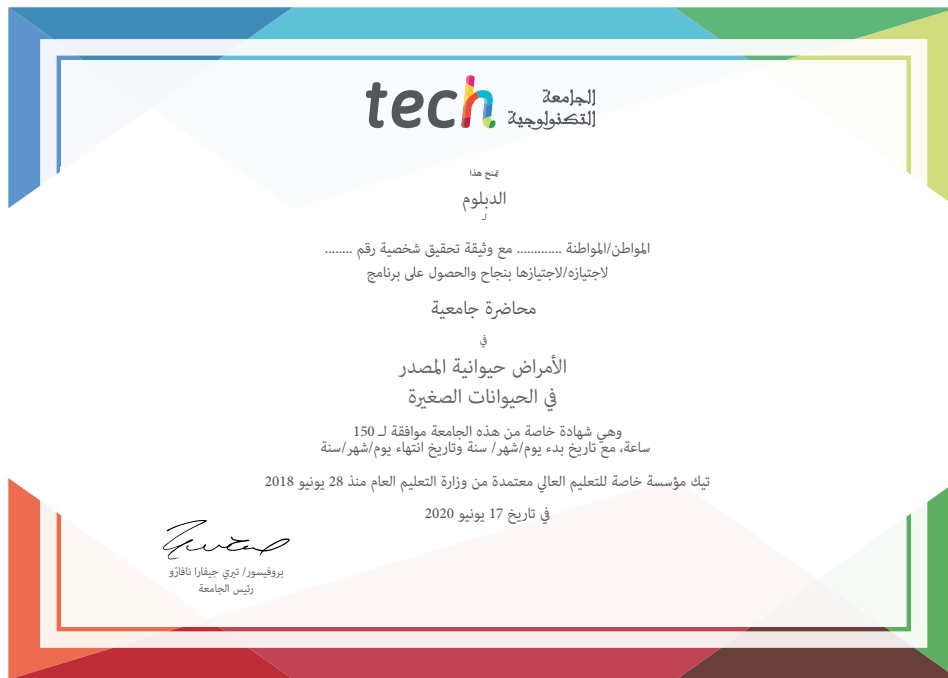 tech الجامعة
التكنولوجية
تمنح هذا
الدبلوم
لـ
المواطن/المواطنة ............. مع وثيقة تحقيق شخصية رقم ........
لاجتيازه/لاجتيازها بنجاح والحصول على برنامج
محاضرة جامعية
في
الأمراض حيوانية المصدر
في الحيوانات الصغيرة
وهي شهادة خاصة من هذه الجامعة موافقة لـ 150
ساعة، مع تاريخ بدء يوم/شهر/ سنة وتاريخ انتهاء يوم/شهر/سنة
تيك مؤسسة خاصة للتعليم العالي معتمدة من وزارة التعليم العام منذ 28 يونيو 2018
في تاريخ 17 يونيو 2020
بروفيسور/ تيري جيفارا نافارّو
رئيس الجامعة